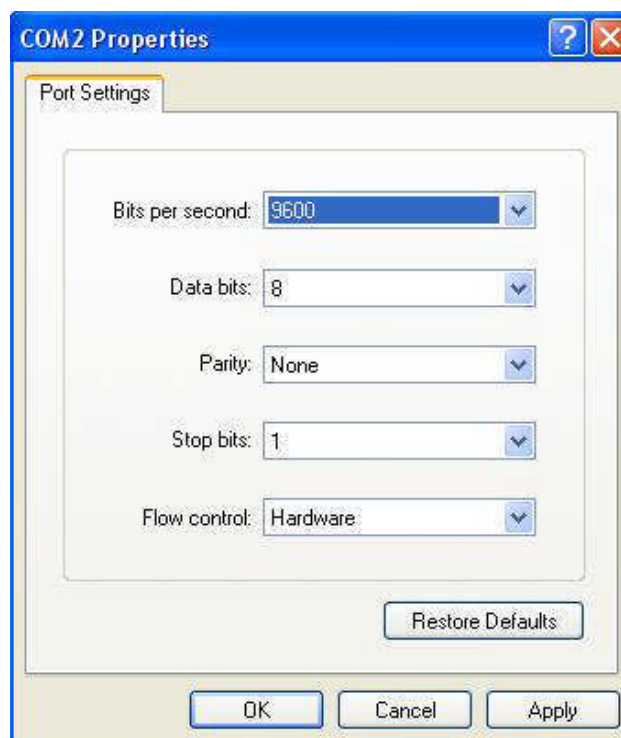 COM2 Properties
Port Settings
Bits per second: 9600
Data bits: 8
Parity: None
Stop bits: 1
Flow control: Hardware
Restore Defaults
OK Cancel Apply